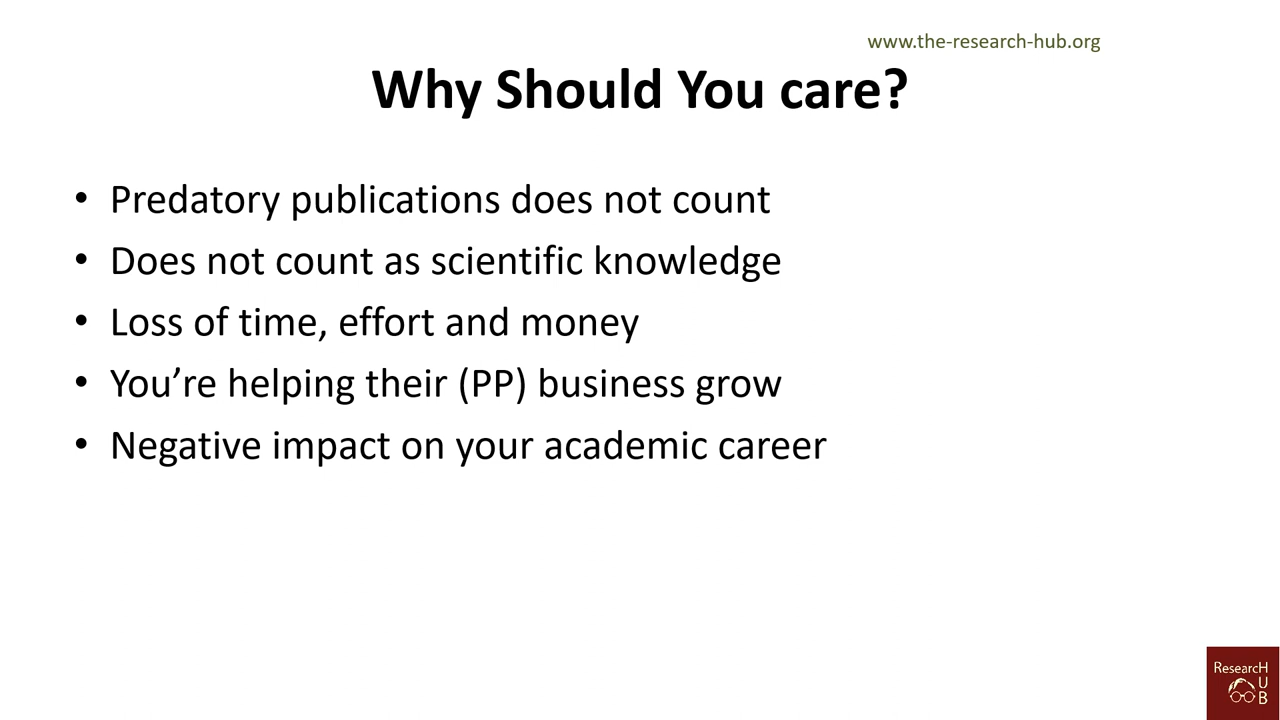 www.the-research-hub.org
Why Should You care?
• Predatory publications does not count
• Does not count as scientific knowledge
• Loss of time, effort and money
• You’re helping their (PP) business grow
• Negative impact on your academic career
ResearcH
U
B